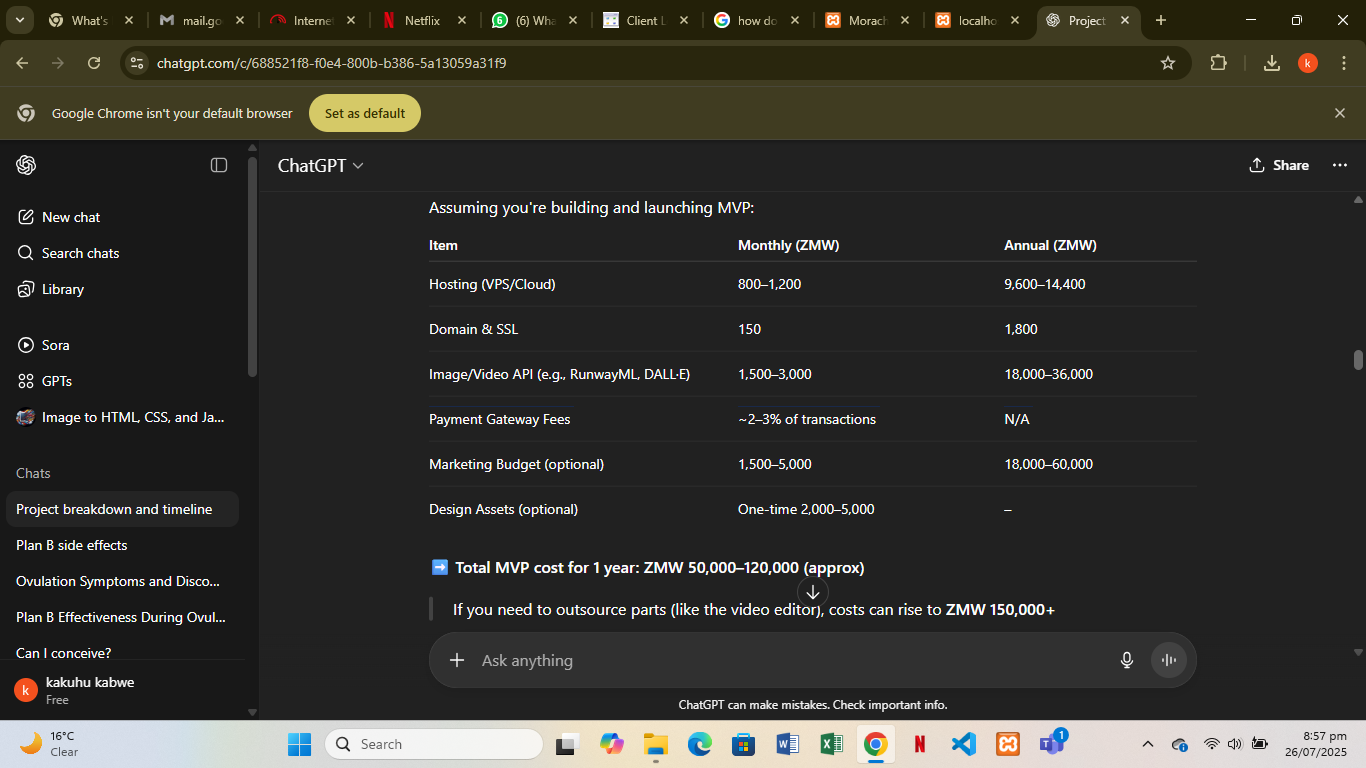 What's
mail.go
Interne
Netflix
6
(6) Wha
Client L
how do
Morach
localho
Project
chatgpt.com/c/688521f8-f0e4-800b-b386-5a13059a31f9
k
Google Chrome isn't your default browser
Set as default
ChatGPT
Share
New chat
Search chats
Library
Sora
GPTs
Image to HTML, CSS, and Ja...
Chats
Project breakdown and timeline
Plan B side effects
Ovulation Symptoms and Disco...
Plan B Effectiveness During Ovul...
Can I conceive?
k
kakuhu kabwe
Free
Assuming you're building and launching MVP:
Item Monthly (ZMW) Annual (ZMW)
Hosting (VPS/Cloud) 800–1,200 9,600–14,400
Domain & SSL 150 1,800
Image/Video API (e.g., RunwayML, DALL·E) 1,500–3,000 18,000–36,000
Payment Gateway Fees ~2–3% of transactions N/A
Marketing Budget (optional) 1,500–5,000 18,000–60,000
Design Assets (optional) One-time 2,000–5,000 –
Total MVP cost for 1 year: ZMW 50,000–120,000 (approx)
If you need to outsource parts (like the video editor), costs can rise to ZMW 150,000+
Ask anything
ChatGPT can make mistakes. Check important info.
16°C
Clear
Search
1
8:57 pm
26/07/2025